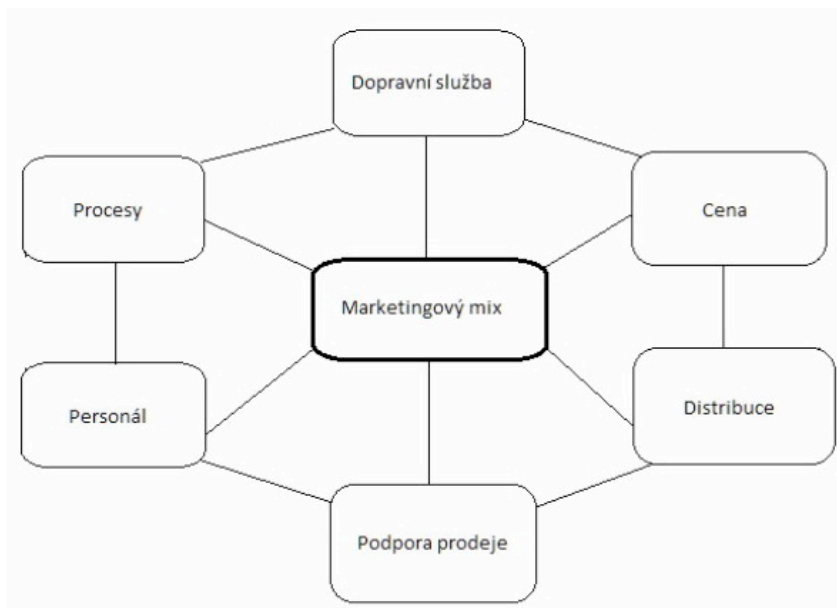 Dopravní služba
Procesy
Cena
Marketingový mix
Personál
Distribuce
Podpora prodeje